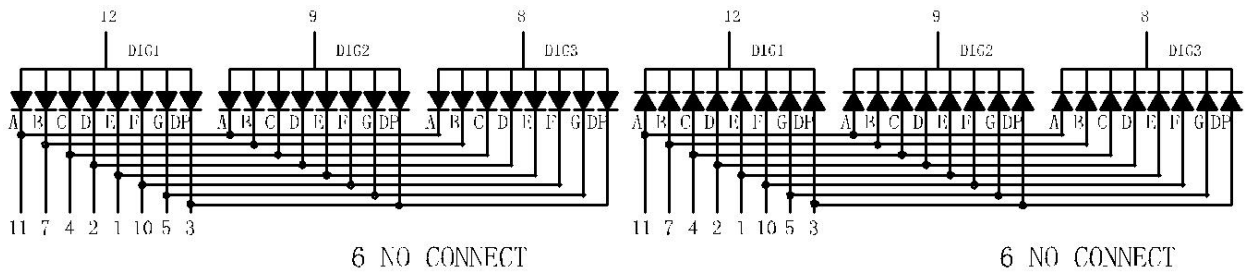 12 9 8 12 9 8
DIG1 DIG2 DIG3 DIG1 DIG2 DIG3
A B C D E F G DP A B C D E F G DP A B C D E F G DP A B C D E F G DP A B C D E F G DP A B C D E F G DP
11 7 4 2 1 10 5 3 11 7 4 2 1 10 5 3
6 NO CONNECT 6 NO CONNECT